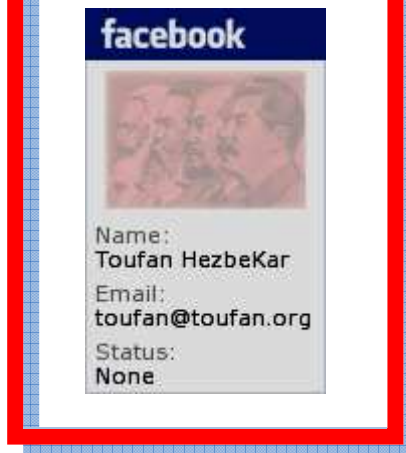 facebook
Name:
Toufan HezbeKar
Email:
toufan@toufan.org
Status:
None